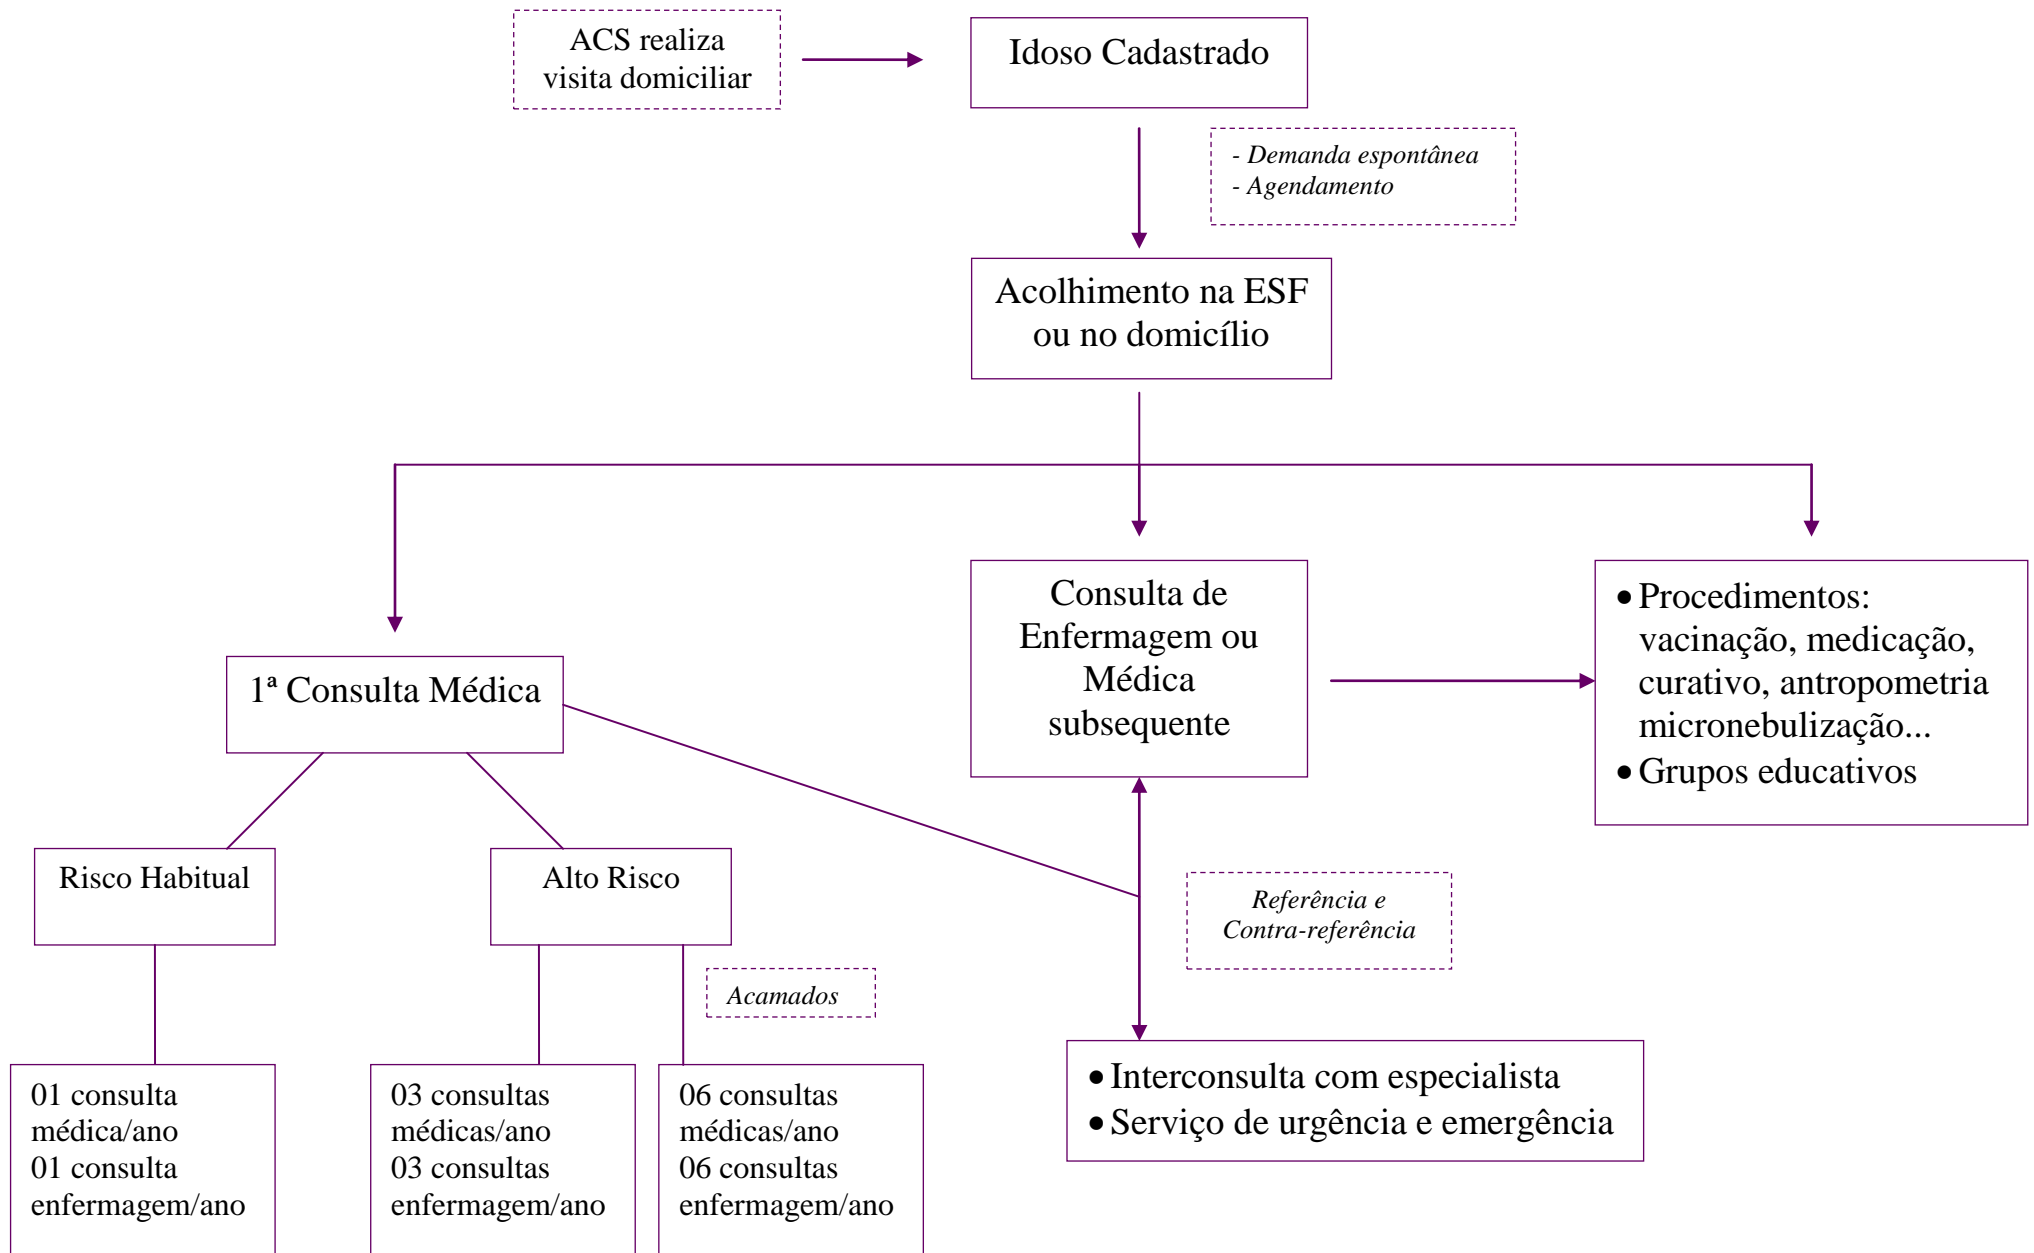 ACS realiza
visita domiciliar
Idoso Cadastrado
- Demanda espontânea
- Agendamento
Acolhimento na ESF
ou no domicílio
1ª Consulta Médica
Consulta de
Enfermagem ou
Médica
subsequente
• Procedimentos:
vacinação, medicação,
curativo, antropometria
micronebulização...
• Grupos educativos
Risco Habitual
Alto Risco
Referência e
Contra-referência
Acamados
01 consulta
médica/ano
01 consulta
enfermagem/ano
03 consultas
médicas/ano
03 consultas
enfermagem/ano
06 consultas
médicas/ano
06 consultas
enfermagem/ano
• Interconsulta com especialista
• Serviço de urgência e emergência